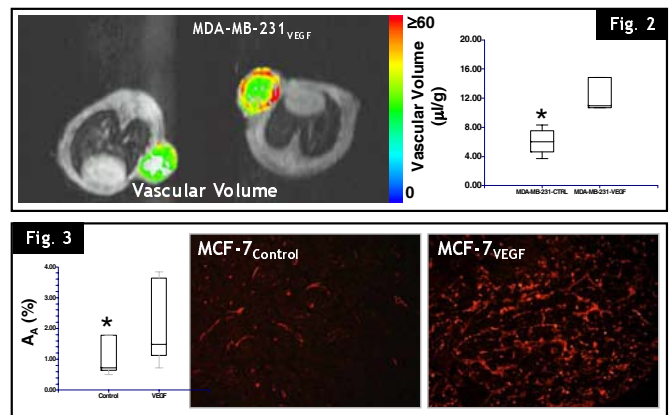 Fig. 2
MDA-MB-231VEGF
Vascular Volume
≥60
0
Vascular Volume
(µl/g)
20.00
16.00
12.00
8.00
4.00
0.00
*
MDA-MB-231-CTRL MDA-MB-231-VEGF
Fig. 3
AA (%)
4.00
3.00
2.00
1.00
0.00
*
Control VEGF
MCF-7Control
MCF-7VEGF